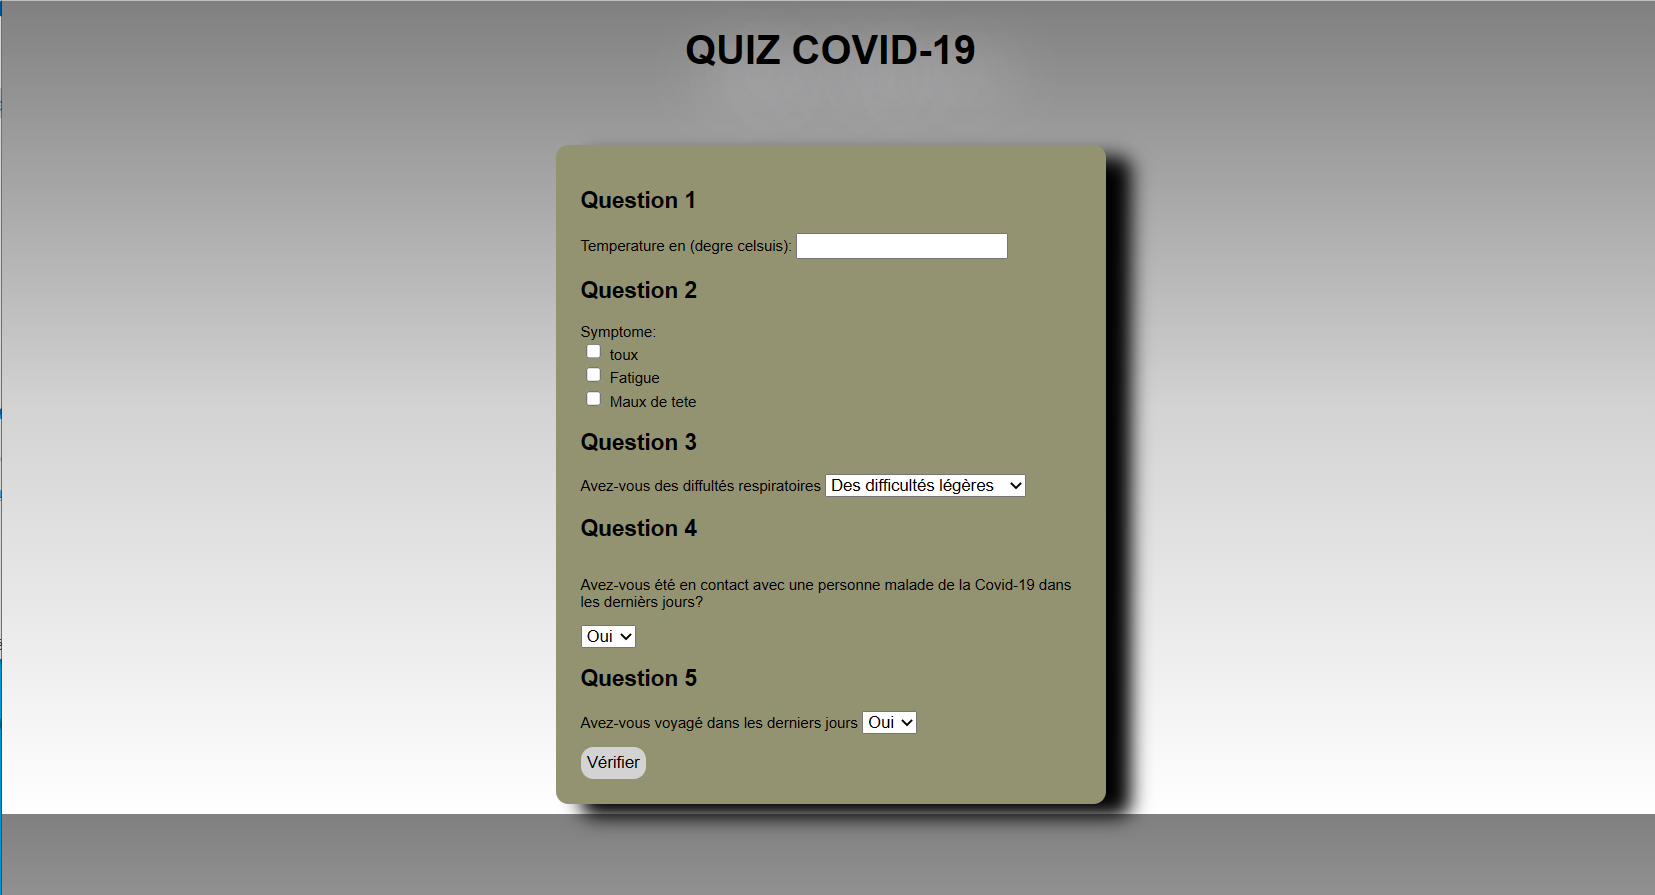 QUIZ COVID-19
Question 1
Temperature en (degre celsuis):
Question 2
Symptome:
toux
Fatigue
Maux de tete
Question 3
Avez-vous des diffultés respiratoires Des difficultés légères
Question 4
Avez-vous été en contact avec une personne malade de la Covid-19 dans
les dernièrs jours?
Oui
Question 5
Avez-vous voyagé dans les derniers jours Oui
Vérifier